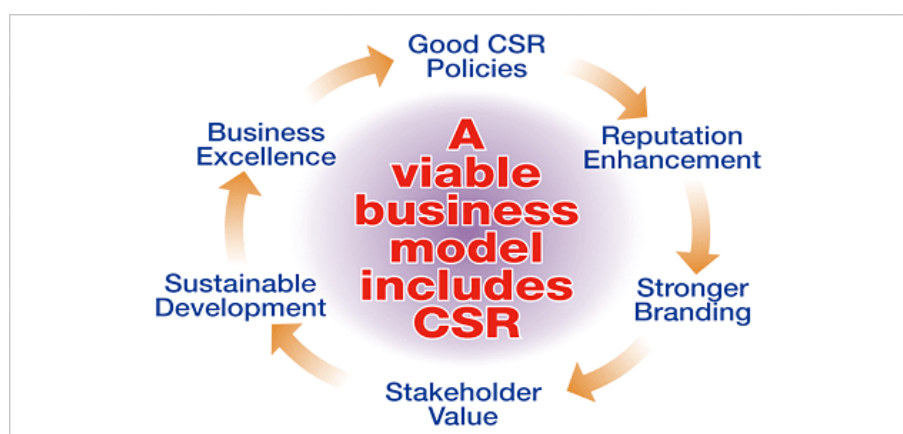 Good CSR
Policies
Reputation
Enhancement
Stronger
Branding
Stakeholder
Value
Sustainable
Development
Business
Excellence
A
viable
business
model
includes
CSR